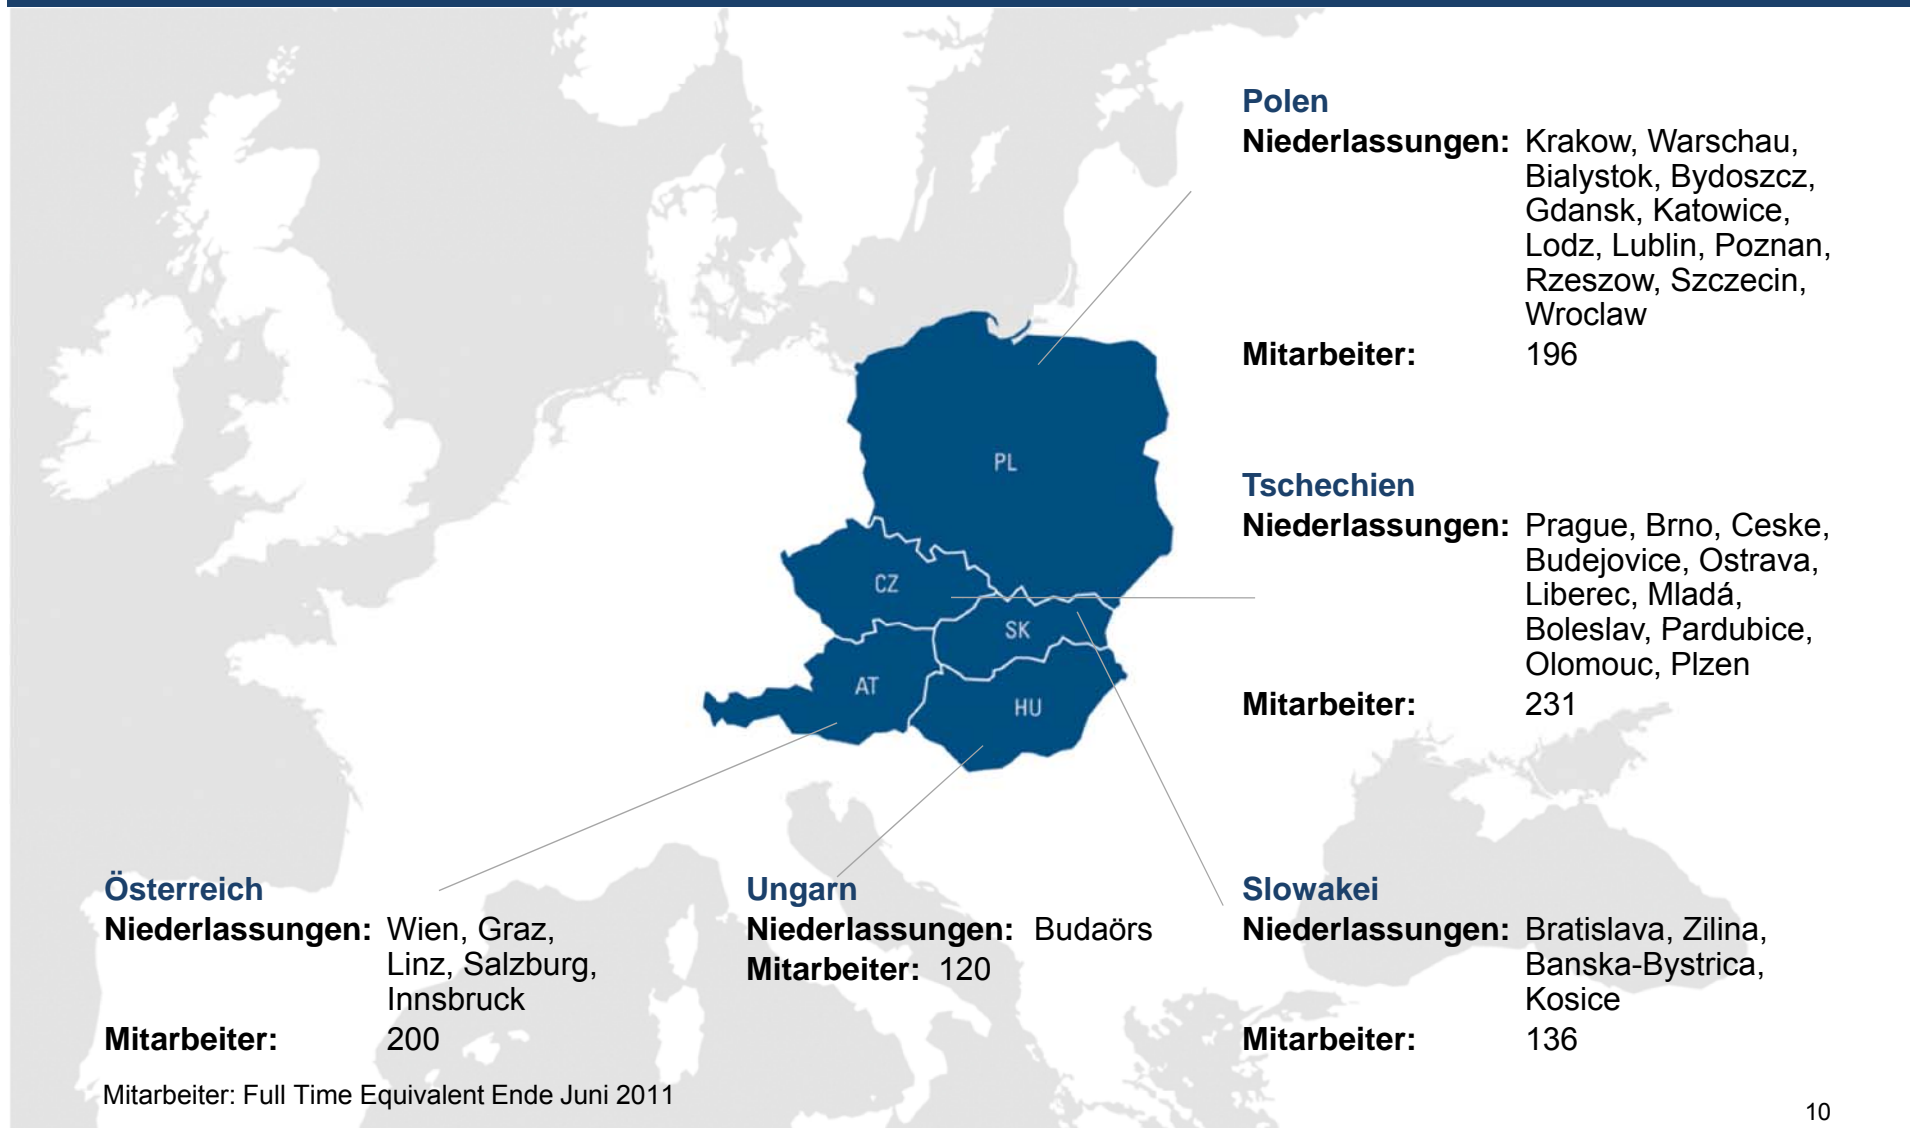 Polen
Niederlassungen: Krakow, Warschau,
Bialystok, Bydoszcz,
Gdansk, Katowice,
Lodz, Lublin, Poznan,
Rzeszow, Szczecin,
Wroclaw
Mitarbeiter: 196
PL
Tschechien
Niederlassungen: Prague, Brno, Ceske,
Budejovice, Ostrava,
Liberec, Mladá,
Boleslav, Pardubice,
Olomouc, Plzen
Mitarbeiter: 231
CZ
SK
AT
HU
Österreich
Niederlassungen: Wien, Graz,
Linz, Salzburg,
Innsbruck
Mitarbeiter: 200
Ungarn
Niederlassungen: Budaörs
Mitarbeiter: 120
Slowakei
Niederlassungen: Bratislava, Zilina,
Banska-Bystrica,
Kosice
Mitarbeiter: 136
Mitarbeiter: Full Time Equivalent Ende Juni 2011
10